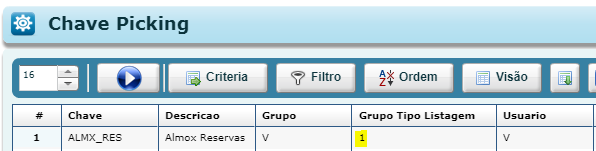 Chave Picking
16 Criteria Filtro Ordem Visão
# Chave Descricao Grupo Grupo Tipo Listagem Usuario
1 ALMX_RES Almox Reservas V 1 V